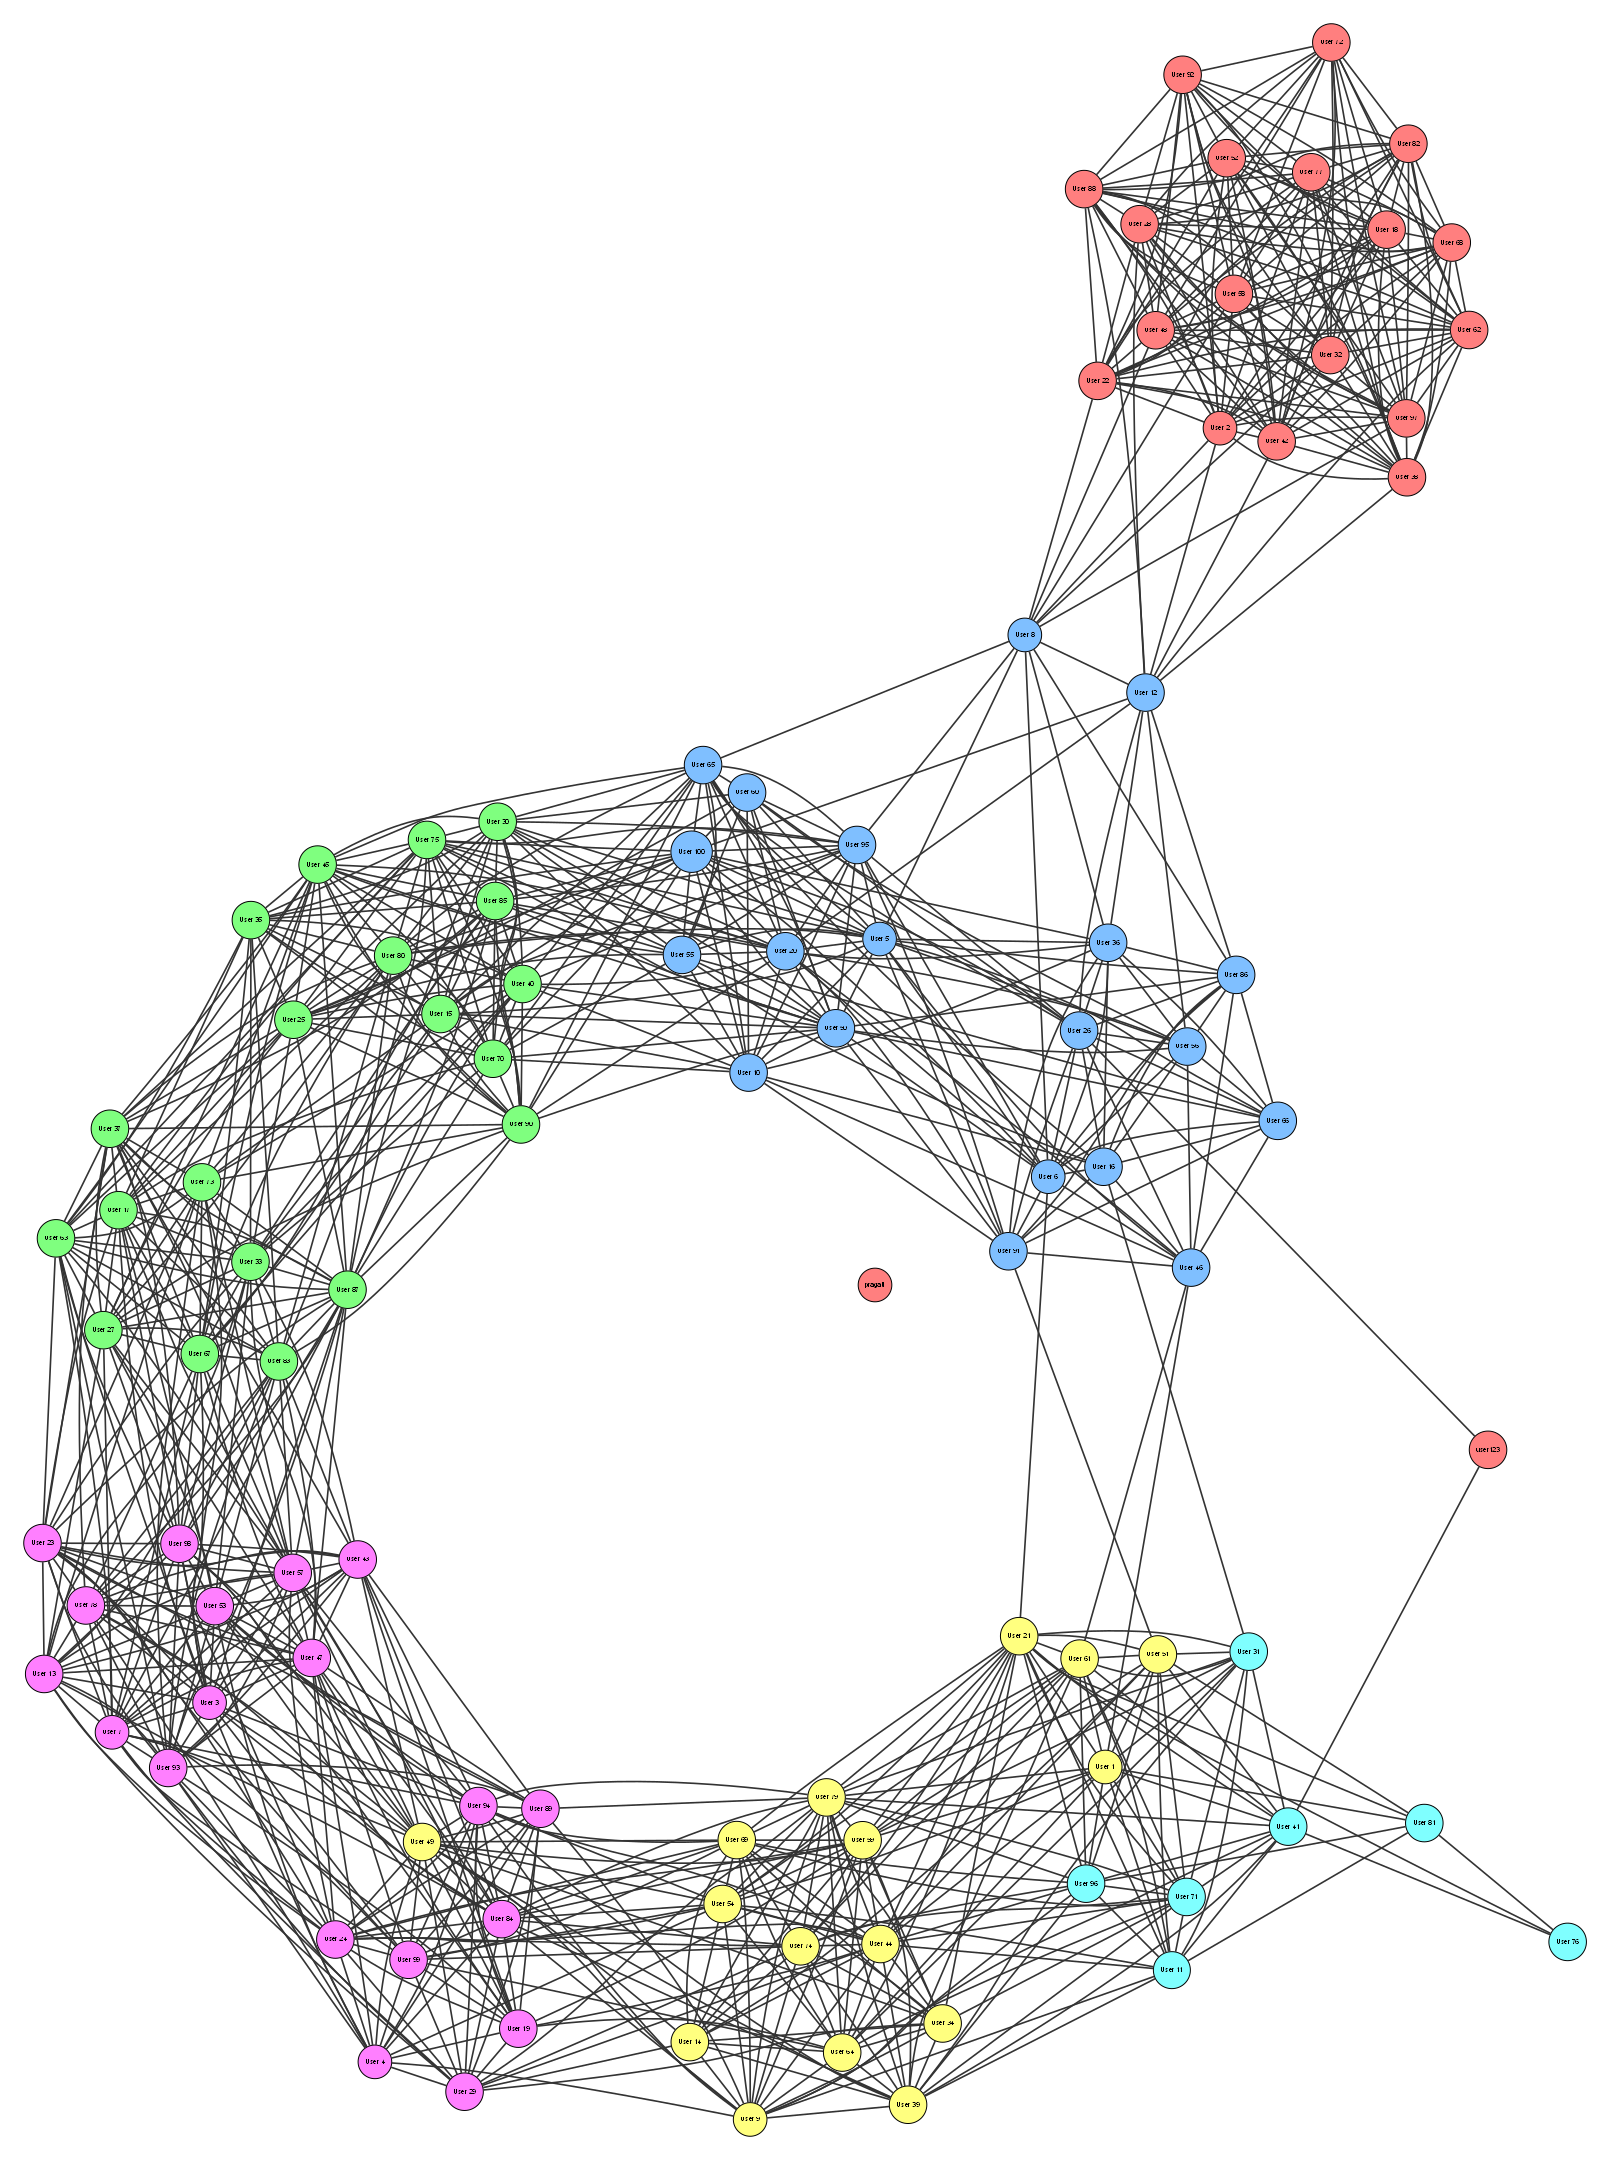 User 72
User 92
User 82
User 52
User 77
User 88
User 28
User 18
User 68
User 98
User 48
User 62
User 32
User 22
User 97
User 2
User 42
User 38
User 8
User 12
User 65
User 60
User 30
User 75
User 95
User 100
User 45
User 85
User 35
User 5
User 36
User 20
User 55
User 80
User 86
User 40
User 15
User 25
User 50
User 26
User 56
User 70
User 10
User 66
User 90
User 37
User 16
User 6
User 73
User 17
User 63
User 91
User 33
User 46
pragati
User 87
User 27
User 67
User 83
user123
User 23
User 58
User 43
User 57
User 78
User 53
User 21
User 31
User 51
User 61
User 47
User 13
User 3
User 7
User 1
User 93
User 79
User 94
User 89
User 81
User 41
User 69
User 59
User 49
User 96
User 71
User 54
User 84
User 24
User 76
User 44
User 74
User 99
User 11
User 34
User 19
User 14
User 64
User 4
User 29
User 39
User 9